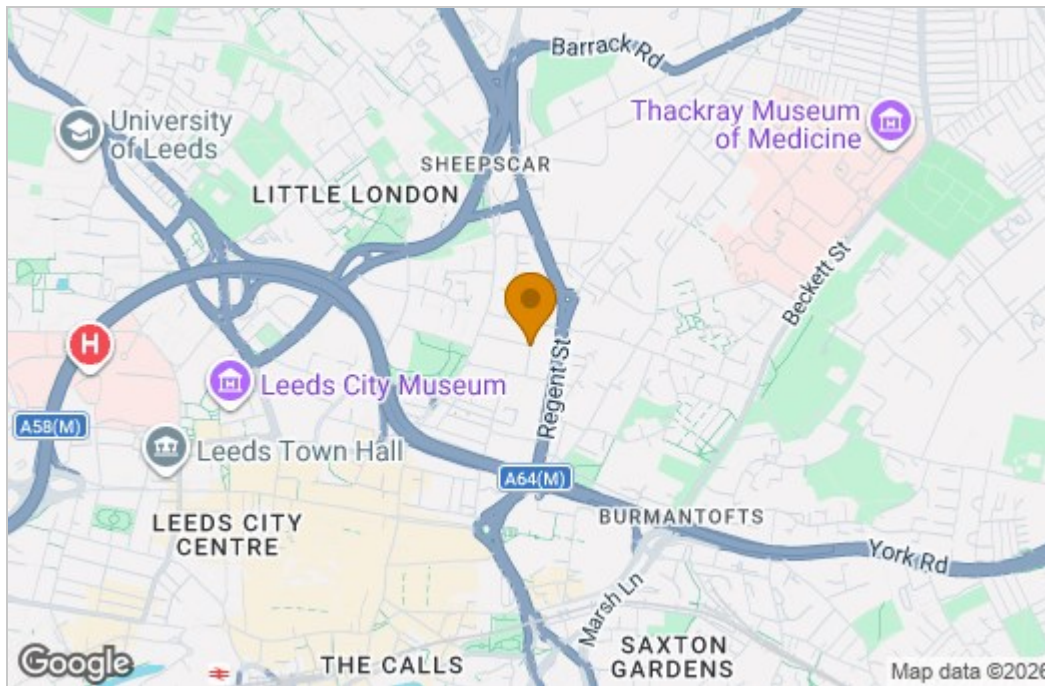 Barrack Rd
Thackray Museum
of Medicine
University
of Leeds
SHEEPSCAR
LITTLE LONDON
Beckett St
H
Leeds City Museum
Regent St
A58(M)
Leeds Town Hall
A64(M)
LEEDS CITY
CENTRE
BURMANTOFTS
York Rd
Marsh Ln
SAXTON
GARDENS
THE CALLS
Google
Map data ©2026